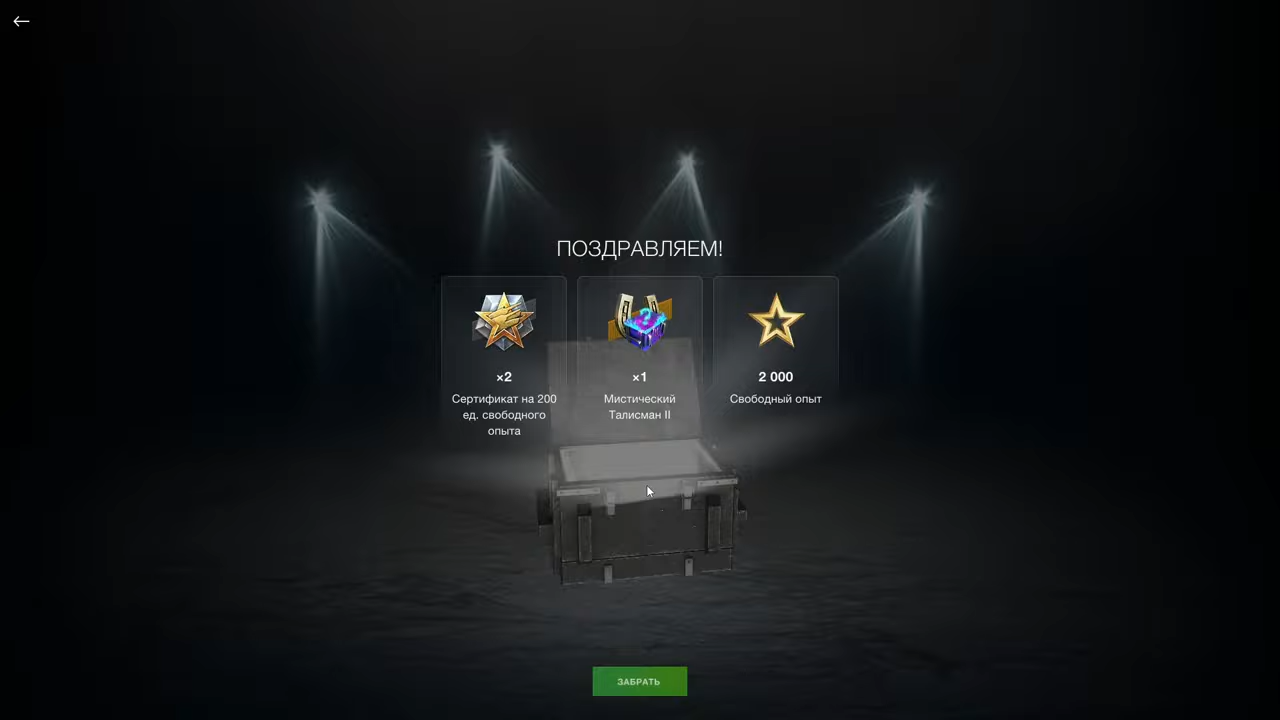 ПОЗДРАВЛЯЕМ!
×2
Сертификат на 200
ед. свободного
опыта
×1
Мистический
Талисман II
2 000
Свободный опыт
ЗАБРАТЬ